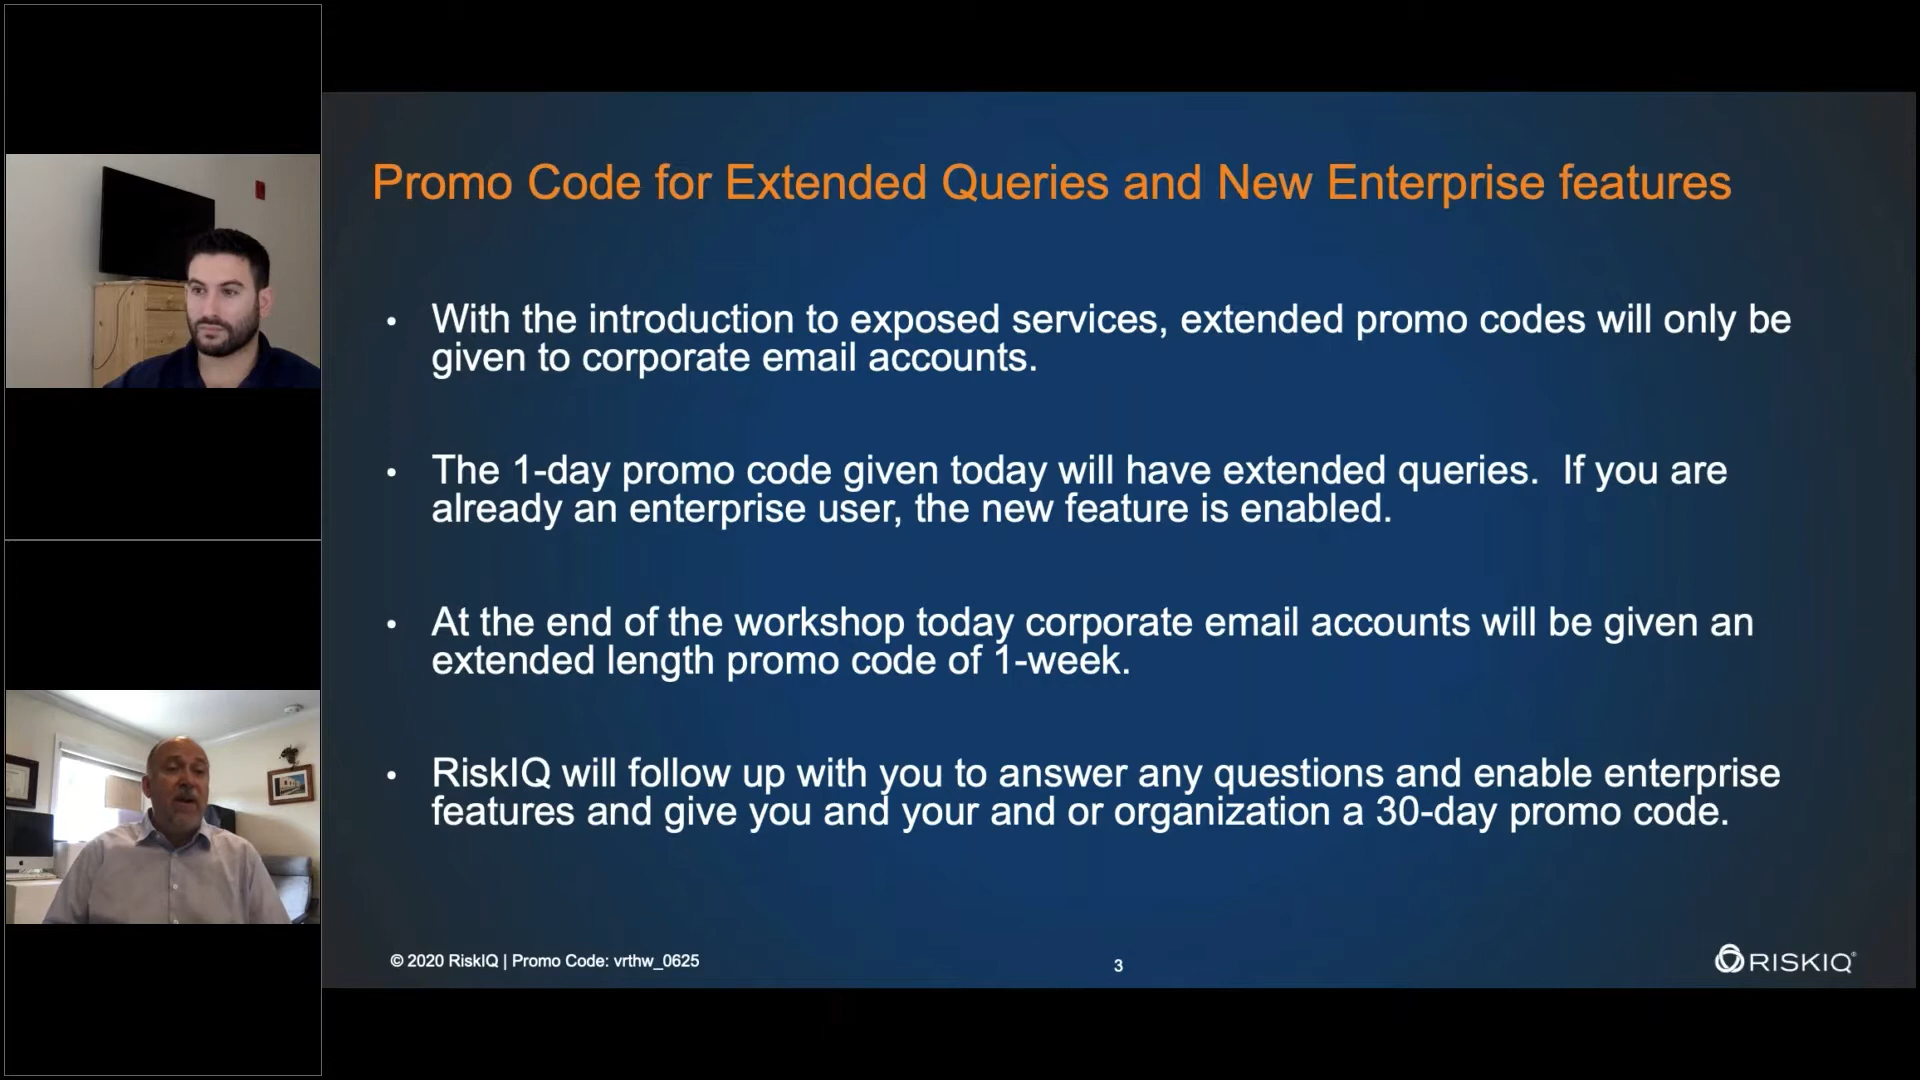 Promo Code for Extended Queries and New Enterprise features
• With the introduction to exposed services, extended promo codes will only be
given to corporate email accounts.
• The 1-day promo code given today will have extended queries.  If you are
already an enterprise user, the new feature is enabled.
• At the end of the workshop today corporate email accounts will be given an
extended length promo code of 1-week.
• RiskIQ will follow up with you to answer any questions and enable enterprise
features and give you and your and or organization a 30-day promo code.
© 2020 RiskIQ | Promo Code: vrthw_0625
3
RISKIQ®